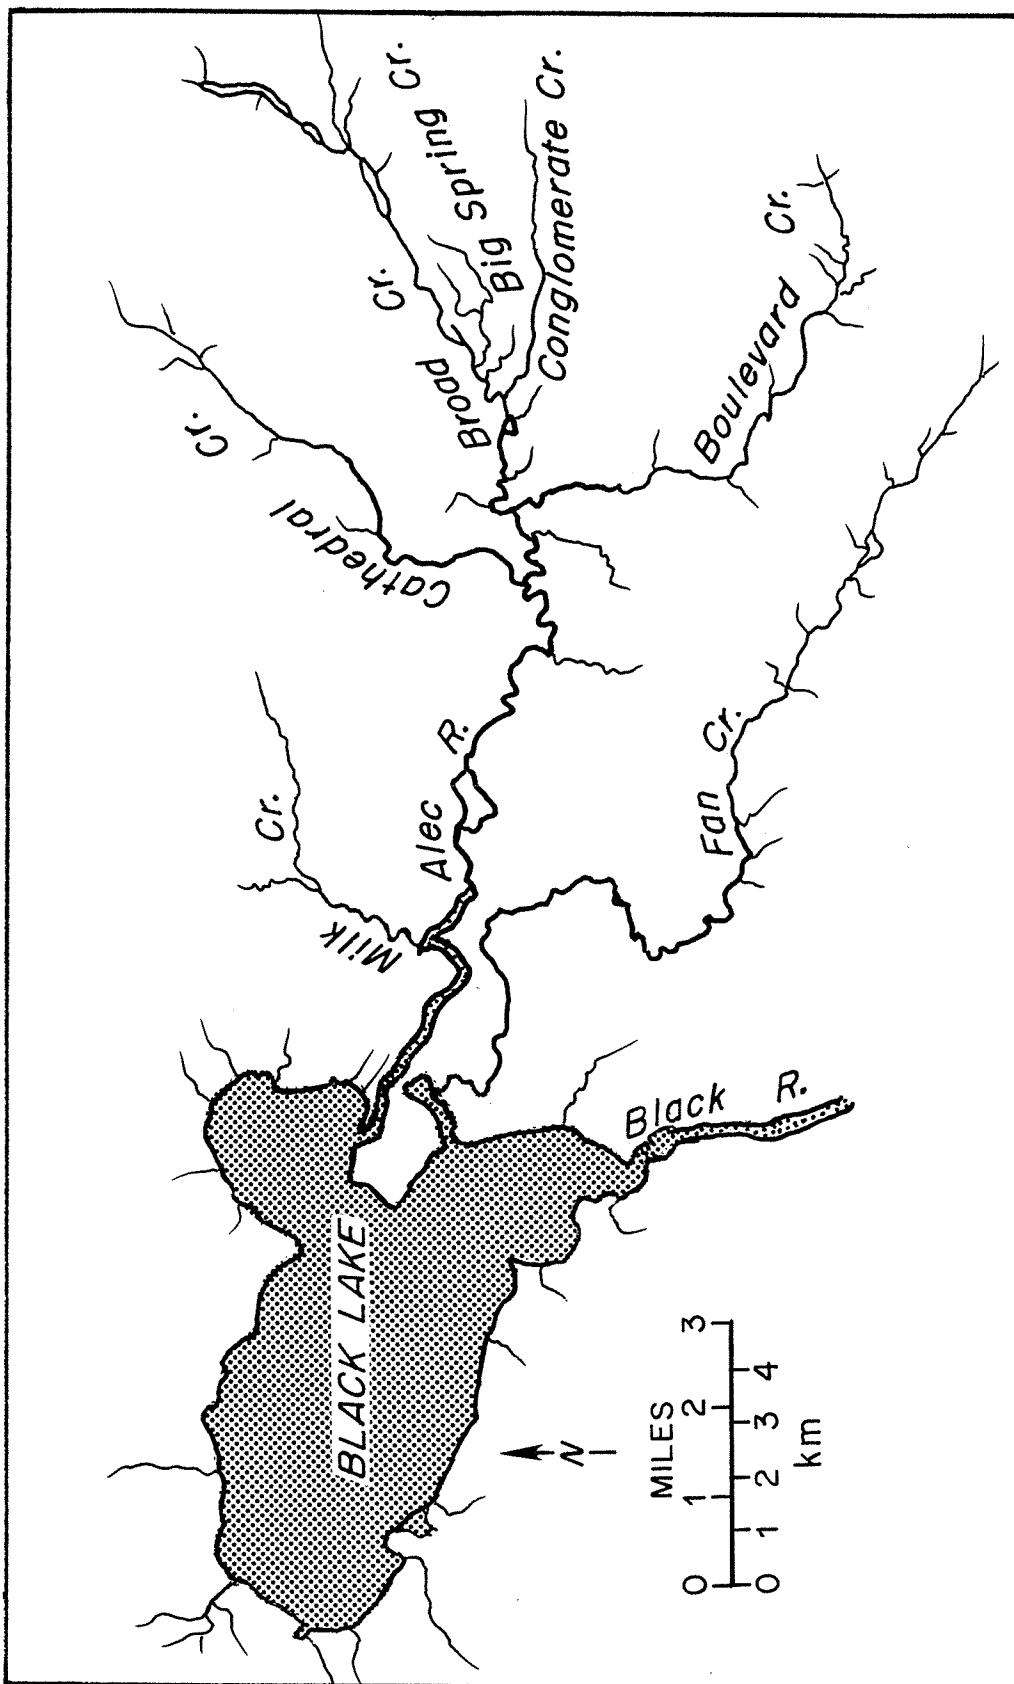 Cr.
Big Spring Cr.
Broad
Conglomerate Cr.
Cr.
Cathedral
Cr.
Boulevard
Milk
Cr.
Alec
R.
Fan
Cr.
BLACK LAKE
Black
R.
N
MILES
0 1 2 3
0 1 2 3 4
km